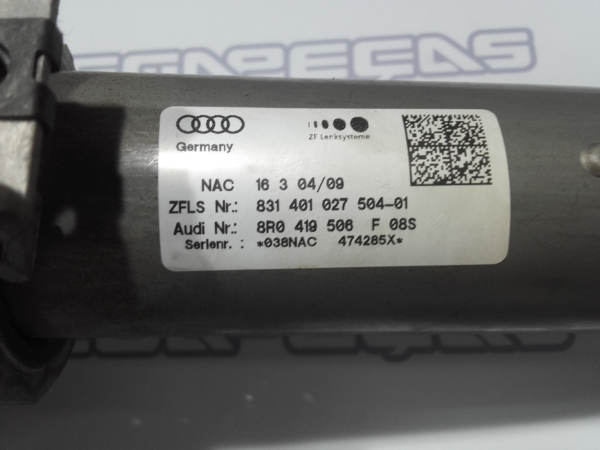 Germany
ZF Lenksysteme
NAC 16 3 04/09
ZFLS Nr.: 831 401 027 504-01
Audi Nr.: 8R0 419 506 F 08S
Serienr. : *038NAC 474285X*